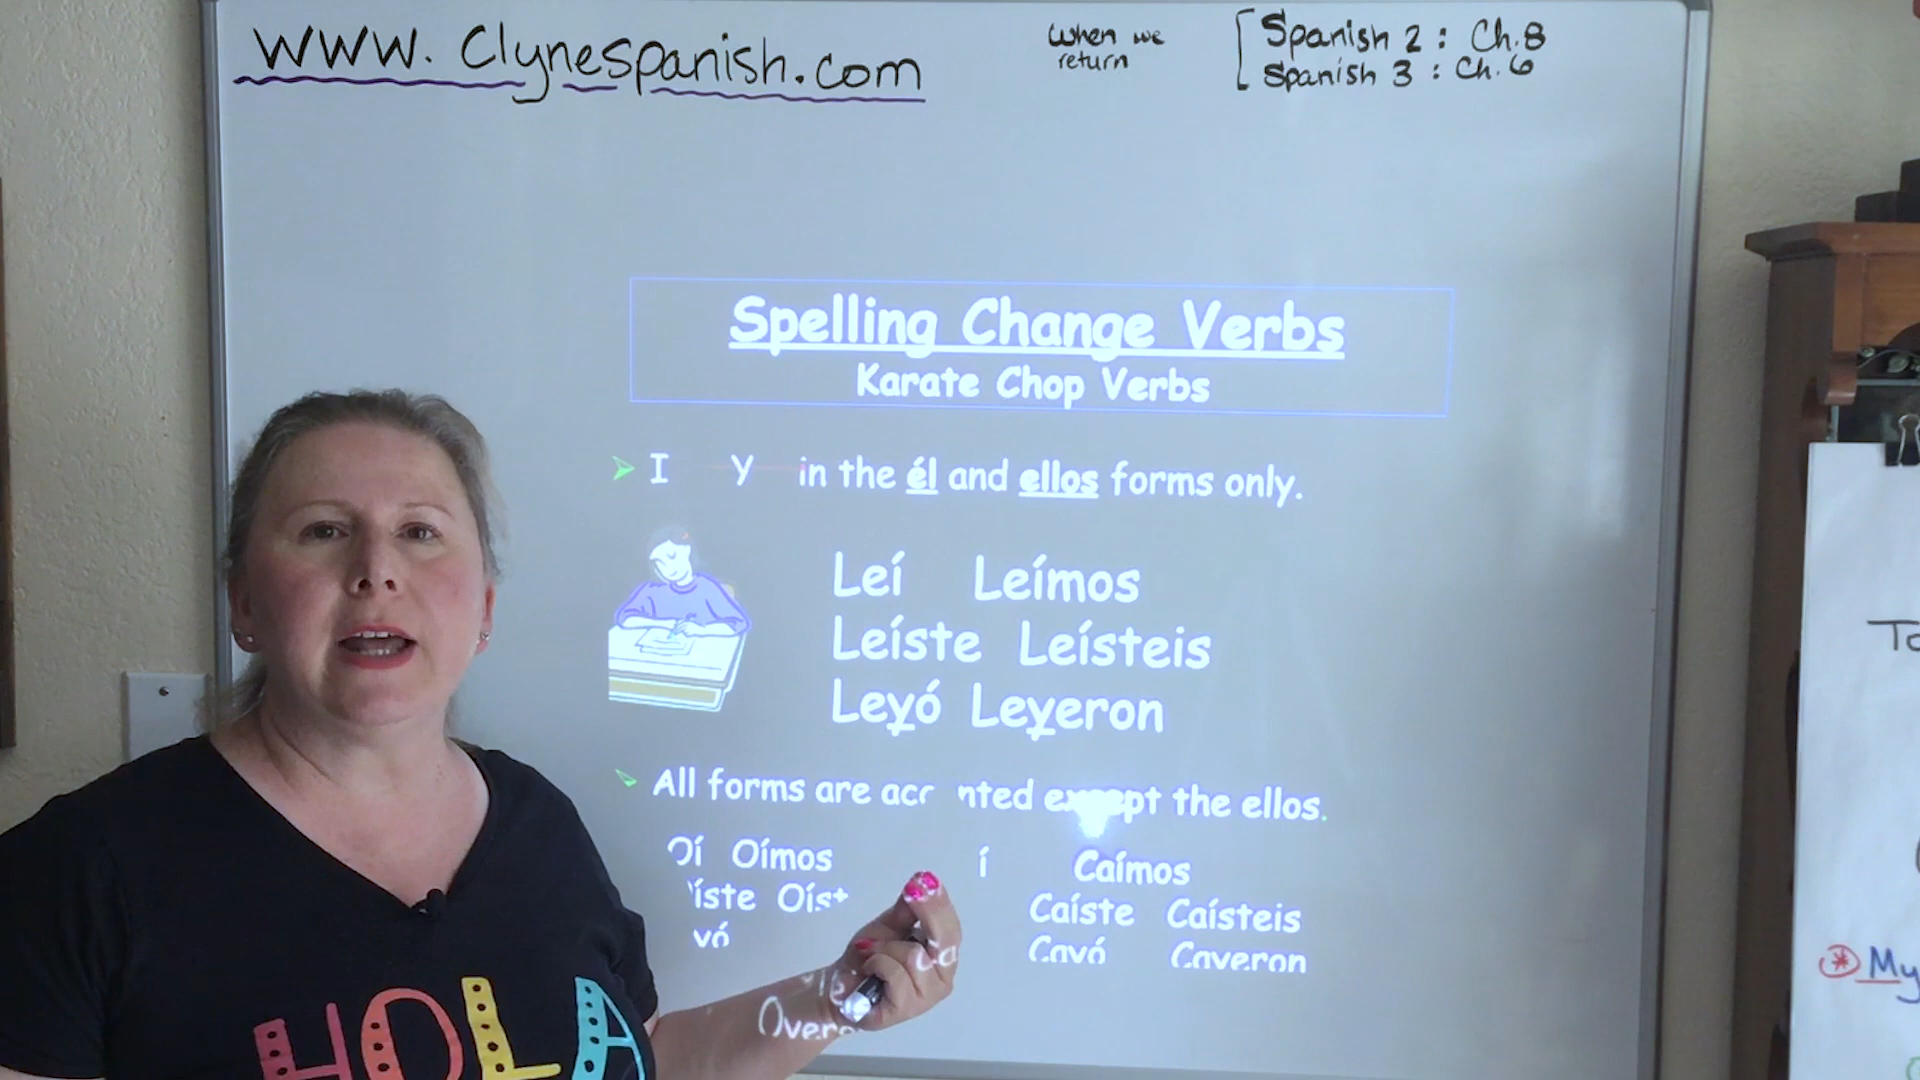 www.Clynespanish.com
When we
return
Spanish 2 : Ch.8
Spanish 3 : Ch.6
Spelling Change Verbs
Karate Chop Verbs
I Y in the él and ellos forms only.
Leí Leímos
Leíste Leísteis
Leyó Leyeron
All forms are accented except the ellos.
Oí Oímos
Caímos
Caíste Caísteis
Cayó Cayeron
My
HOLA